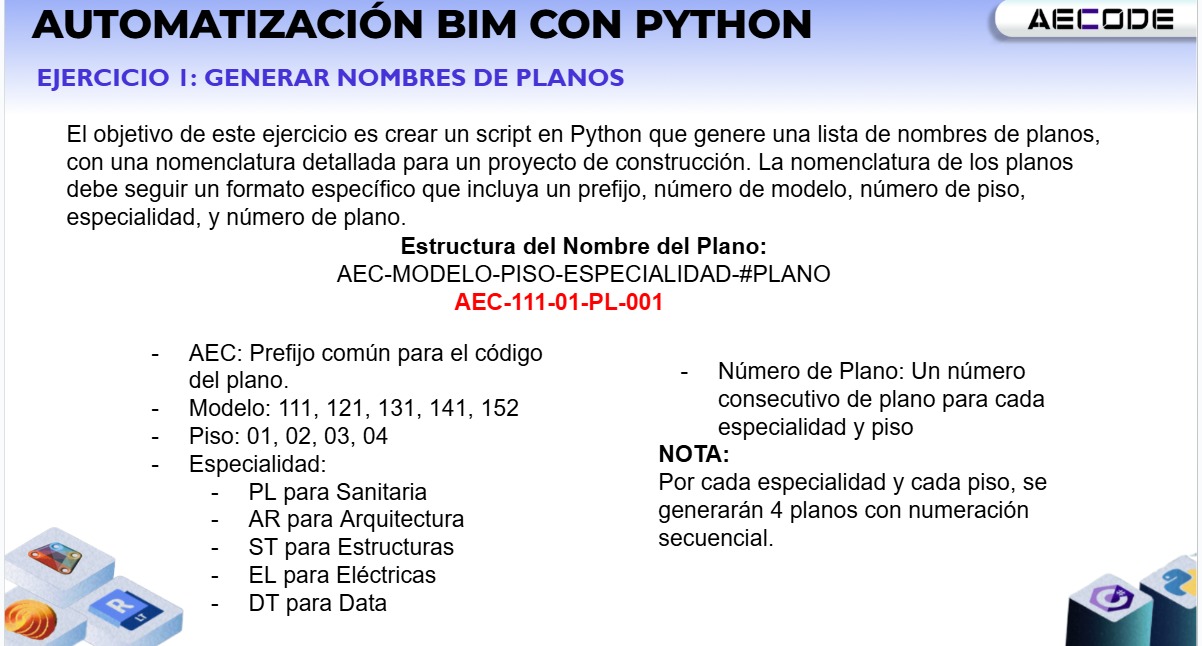 AUTOMATIZACIÓN BIM CON PYTHON
AECODE
EJERCICIO 1: GENERAR NOMBRES DE PLANOS
El objetivo de este ejercicio es crear un script en Python que genere una lista de nombres de planos,
con una nomenclatura detallada para un proyecto de construcción. La nomenclatura de los planos
debe seguir un formato específico que incluya un prefijo, número de modelo, número de piso,
especialidad, y número de plano.
Estructura del Nombre del Plano:
AEC-MODELO-PISO-ESPECIALIDAD-#PLANO
AEC-111-01-PL-001
- AEC: Prefijo común para el código
del plano.
- Modelo: 111, 121, 131, 141, 152
- Piso: 01, 02, 03, 04
- Especialidad:
- PL para Sanitaria
- AR para Arquitectura
- ST para Estructuras
- EL para Eléctricas
- DT para Data
- Número de Plano: Un número
consecutivo de plano para cada
especialidad y piso
NOTA:
Por cada especialidad y cada piso, se
generarán 4 planos con numeración
secuencial.
R
LT